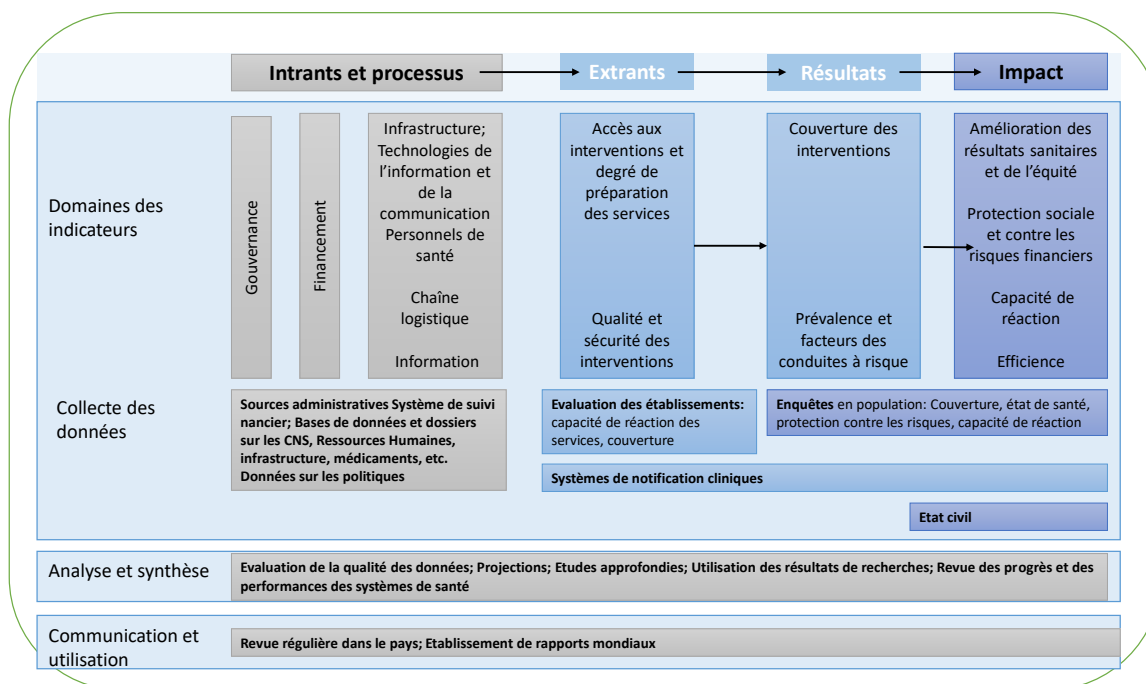 Intrants et processus
Extrants
Résultats
Impact
Domaines des
indicateurs
Gouvernance
Financement
Infrastructure;
Technologies de
l'information et
de la
communication
Personnels de
santé
Chaîne
logistique
Information
Accès aux
interventions et
degré de
préparation
des services
Qualité et
sécurité des
interventions
Couverture des
interventions
Prévalence et
facteurs des
conduites à risque
Amélioration des
résultats sanitaires
et de l'équité
Protection sociale
et contre les
risques financiers
Capacité de
réaction
Efficience
Collecte des
données
Sources administratives Système de suivi
nancier; Bases de données et dossiers
sur les CNS, Ressources Humaines,
infrastructure, médicaments, etc.
Données sur les politiques
Evaluation des établissements:
capacité de réaction des
services, couverture
Enquêtes en population: Couverture, état de santé,
protection contre les risques, capacité de réaction
Systèmes de notification cliniques
Etat civil
Analyse et synthèse
Evaluation de la qualité des données; Projections; Etudes approfondies; Utilisation des résultats de recherches; Revue des progrès et des
performances des systèmes de santé
Communication et
utilisation
Revue régulière dans le pays; Etablissement de rapports mondiaux